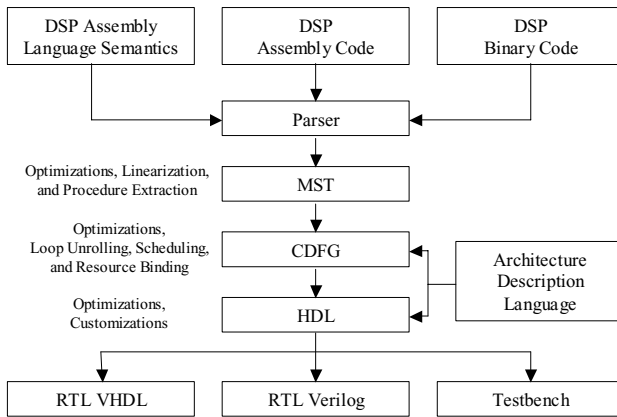 DSP Assembly
Language Semantics
DSP
Assembly Code
DSP
Binary Code
Parser
Optimizations, Linearization,
and Procedure Extraction
MST
Optimizations,
Loop Unrolling, Scheduling,
and Resource Binding
CDFG
Architecture
Description
Language
Optimizations,
Customizations
HDL
RTL VHDL
RTL Verilog
Testbench